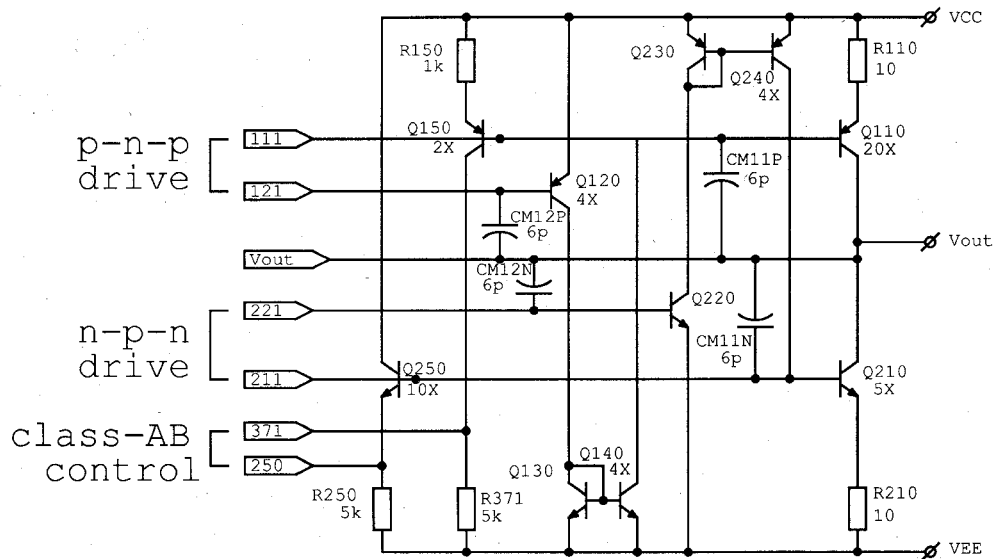 VCC
R150
1k
Q230
Q240
4X
R110
10
p-n-p
drive
111
121
Q150
2X
Q120
4X
CM11P
6p
Q110
20X
CM12P
6p
Vout
Vout
CM12N
6p
n-p-n
drive
221
211
Q220
CM11N
6p
Q250
10X
Q210
5X
class-AB
control
371
250
Q130
Q140
4X
R250
5k
R371
5k
R210
10
VEE